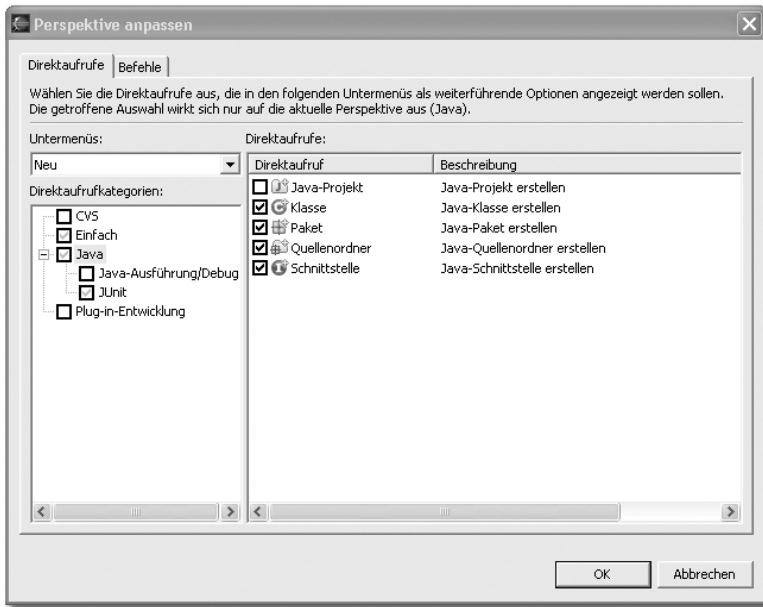 Perspektive anpassen
Direktaufrufe Befehle
Wählen Sie die Direktaufrufe aus, die in den folgenden Untermenüs als weiterführende Optionen angezeigt werden sollen.
Die getroffene Auswahl wirkt sich nur auf die aktuelle Perspektive aus (Java).
Untermenüs:
Neu
Direktaufrufkategorien:
CVS
Einfach
Java
Java-Ausführung/Debug
JUnit
Plug-in-Entwicklung
Direktaufrufe:
Direktaufruf Beschreibung
Java-Projekt Java-Projekt erstellen
Klasse Java-Klasse erstellen
Paket Java-Paket erstellen
Quellenordner Java-Quellenordner erstellen
Schnittstelle Java-Schnittstelle erstellen
OK Abbrechen